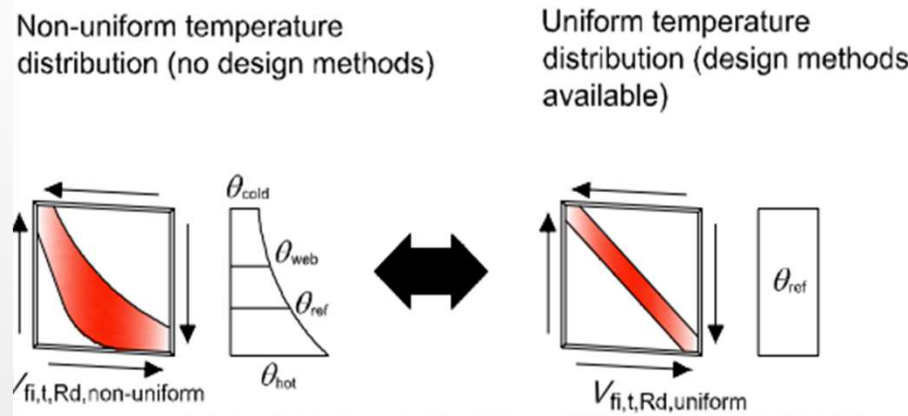 Non-uniform temperature
distribution (no design methods)
Uniform temperature
distribution (design methods
available)
θcold
θweb
θref
θhot
fi,t,Rd,non-uniform
θref
Vfi,t,Rd,uniform